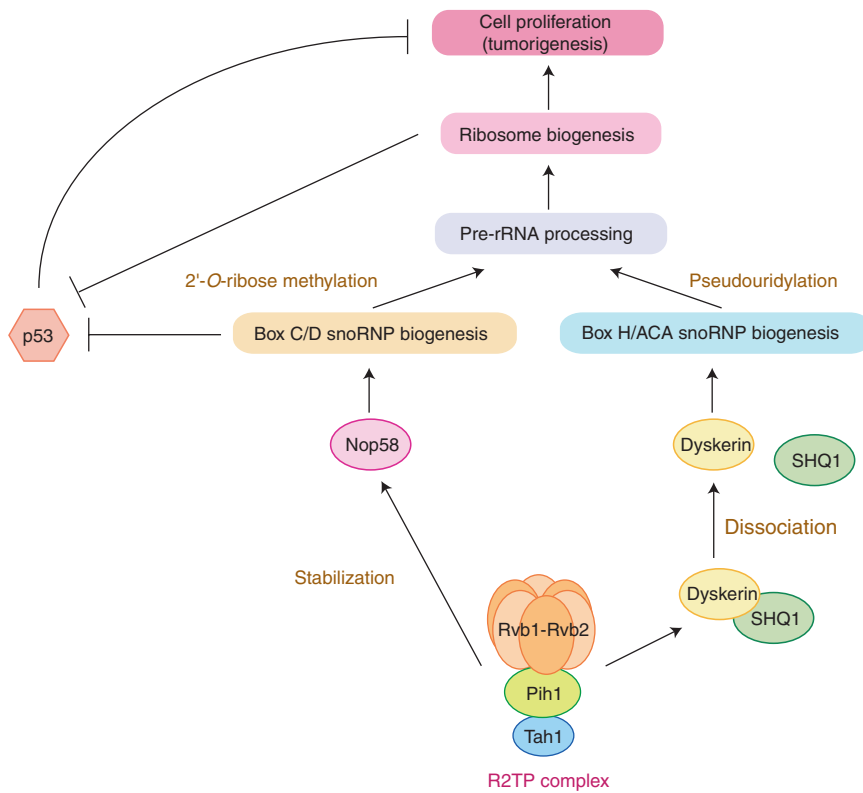 Cell proliferation
(tumorigenesis)
Ribosome biogenesis
Pre-rRNA processing
2'-O-ribose methylation
Pseudouridylation
p53
Box C/D snoRNP biogenesis
Box H/ACA snoRNP biogenesis
Nop58
Dyskerin
SHQ1
Dissociation
Stabilization
Dyskerin
SHQ1
Rvb1-Rvb2
Pih1
Tah1
R2TP complex